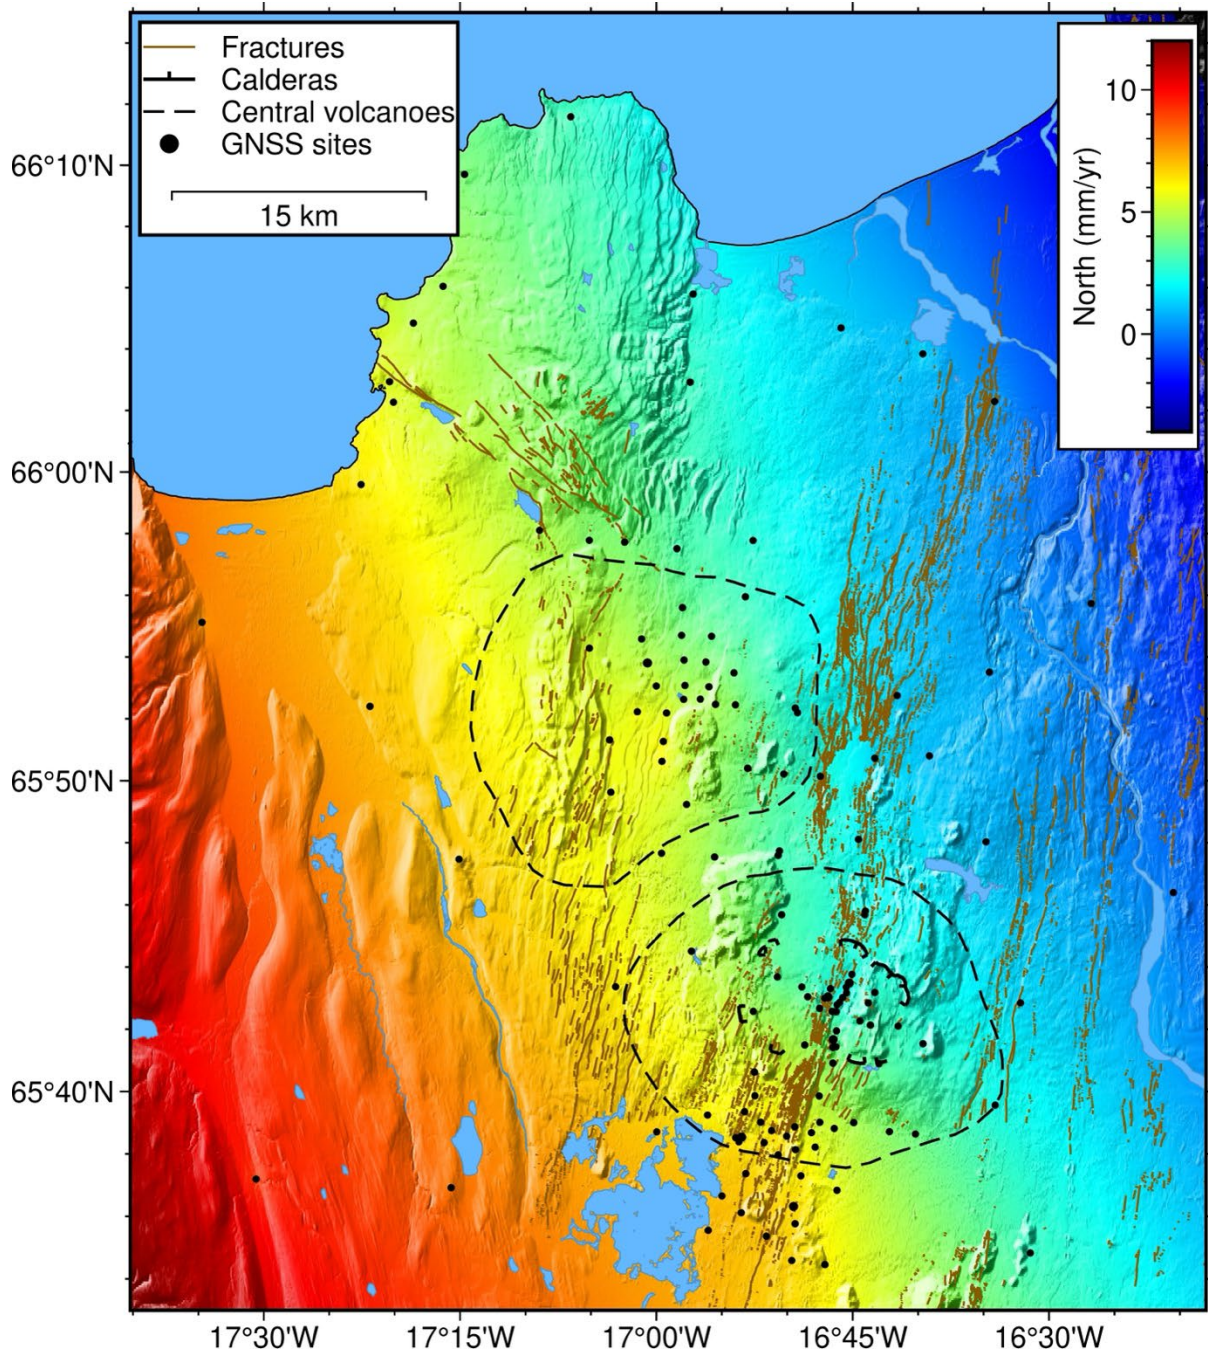 Fractures
Calderas
Central volcanoes
GNSS sites
15 km
North (mm/yr)
10
5
0
66°10'N
66°00'N
65°50'N
65°40'N
17°30'W
17°15'W
17°00'W
16°45'W
16°30'W